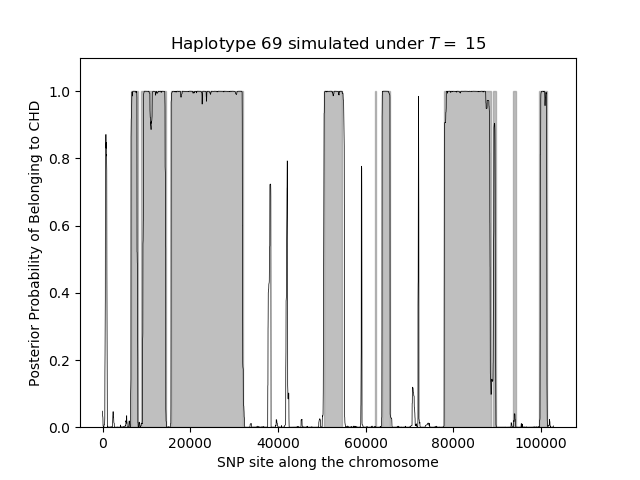 Haplotype 69 simulated under T = 15
Posterior Probability of Belonging to CHD
1.0
0.8
0.6
0.4
0.2
0.0
0 20000 40000 60000 80000 100000
SNP site along the chromosome